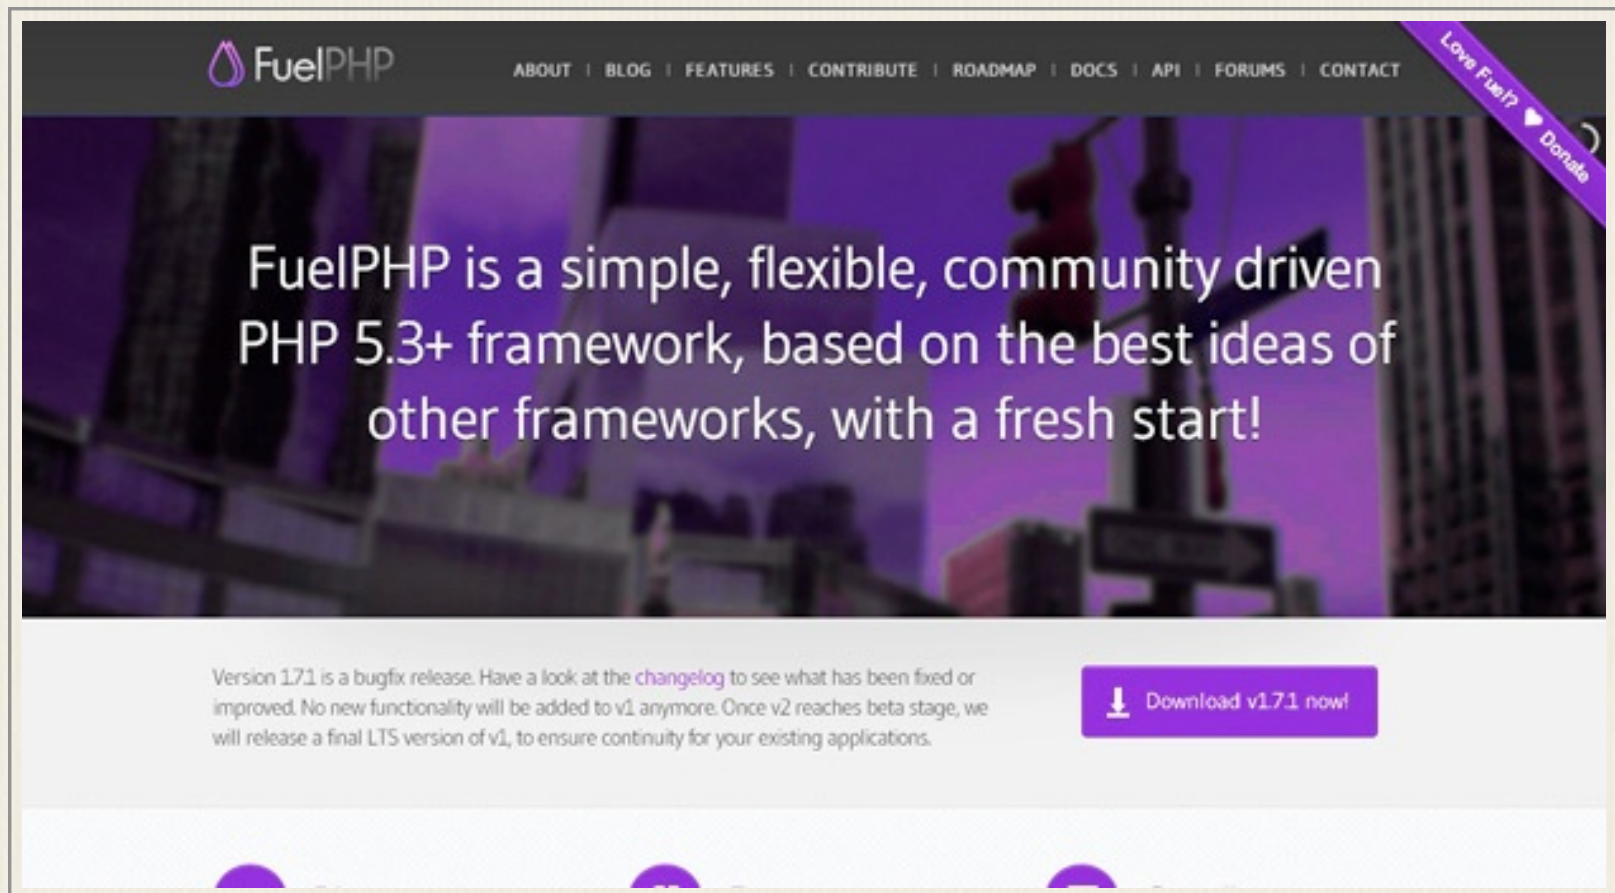 FuelPHP
ABOUT | BLOG | FEATURES | CONTRIBUTE | ROADMAP | DOCS | API | FORUMS | CONTACT
Love Fuel? ♥ Donate
FuelPHP is a simple, flexible, community driven
PHP 5.3+ framework, based on the best ideas of
other frameworks, with a fresh start!
Version 1.7.1 is a bugfix release. Have a look at the changelog to see what has been fixed or
improved. No new functionality will be added to v1 anymore. Once v2 reaches beta stage, we
will release a final LTS version of v1, to ensure continuity for your existing applications.
Download v1.7.1 now!